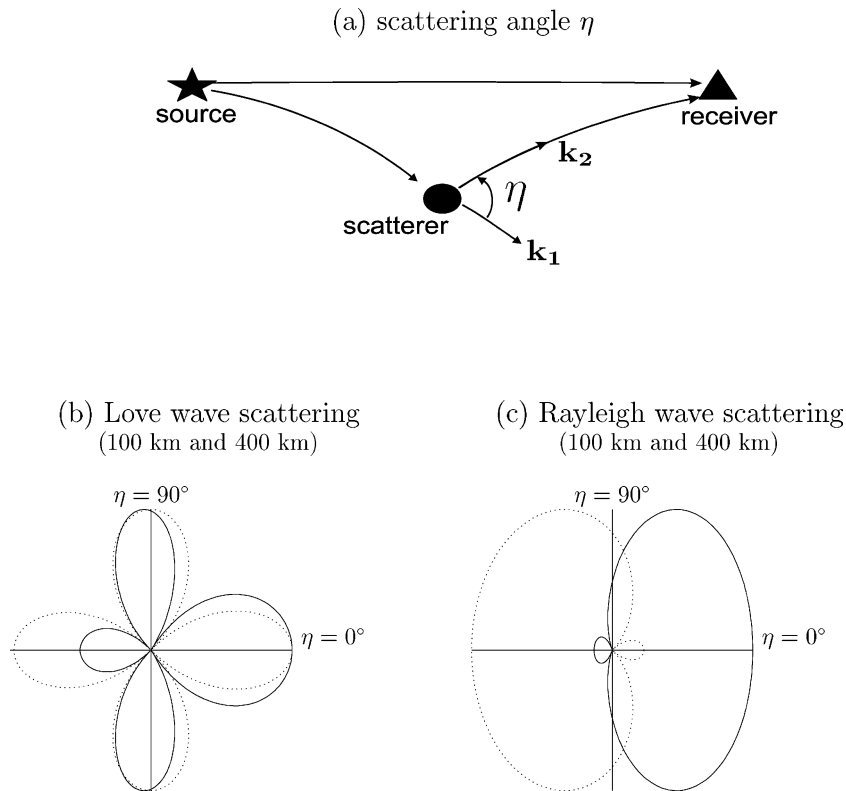 (a) scattering angle η
source
receiver
k₂
η
scatterer
k₁
(b) Love wave scattering
(100 km and 400 km)
(c) Rayleigh wave scattering
(100 km and 400 km)
η = 90°
η = 90°
η = 0°
η = 0°